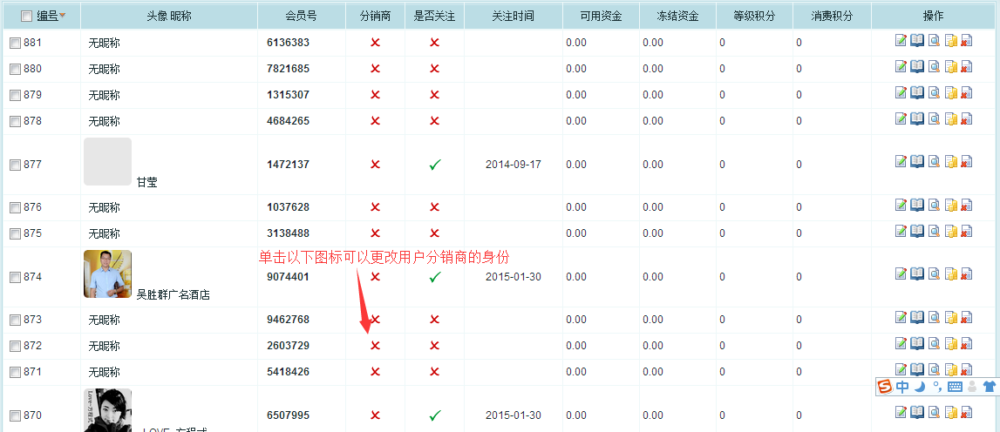 编号 头像 昵称 会员号 分销商 是否关注 关注时间 可用资金 冻结资金 等级积分 消费积分 操作
881 无昵称 6136383 0.00 0.00 0 0
880 无昵称 7821685 0.00 0.00 0 0
879 无昵称 1315307 0.00 0.00 0 0
878 无昵称 4684265 0.00 0.00 0 0
877 甘莹 1472137 2014-09-17 0.00 0.00 0 0
876 无昵称 1037628 0.00 0.00 0 0
875 无昵称 3138488 0.00 0.00 0 0
单击以下图标可以更改用户分销商的身份
874 吴胜群广名酒店 9074401 2015-01-30 0.00 0.00 0 0
873 无昵称 9462768 0.00 0.00 0 0
872 无昵称 2603729 0.00 0.00 0 0
871 无昵称 5418426 0.00 0.00 0 0
中
870 LOVE 方程式 6507995 2015-01-30 0.00 0.00 0 0